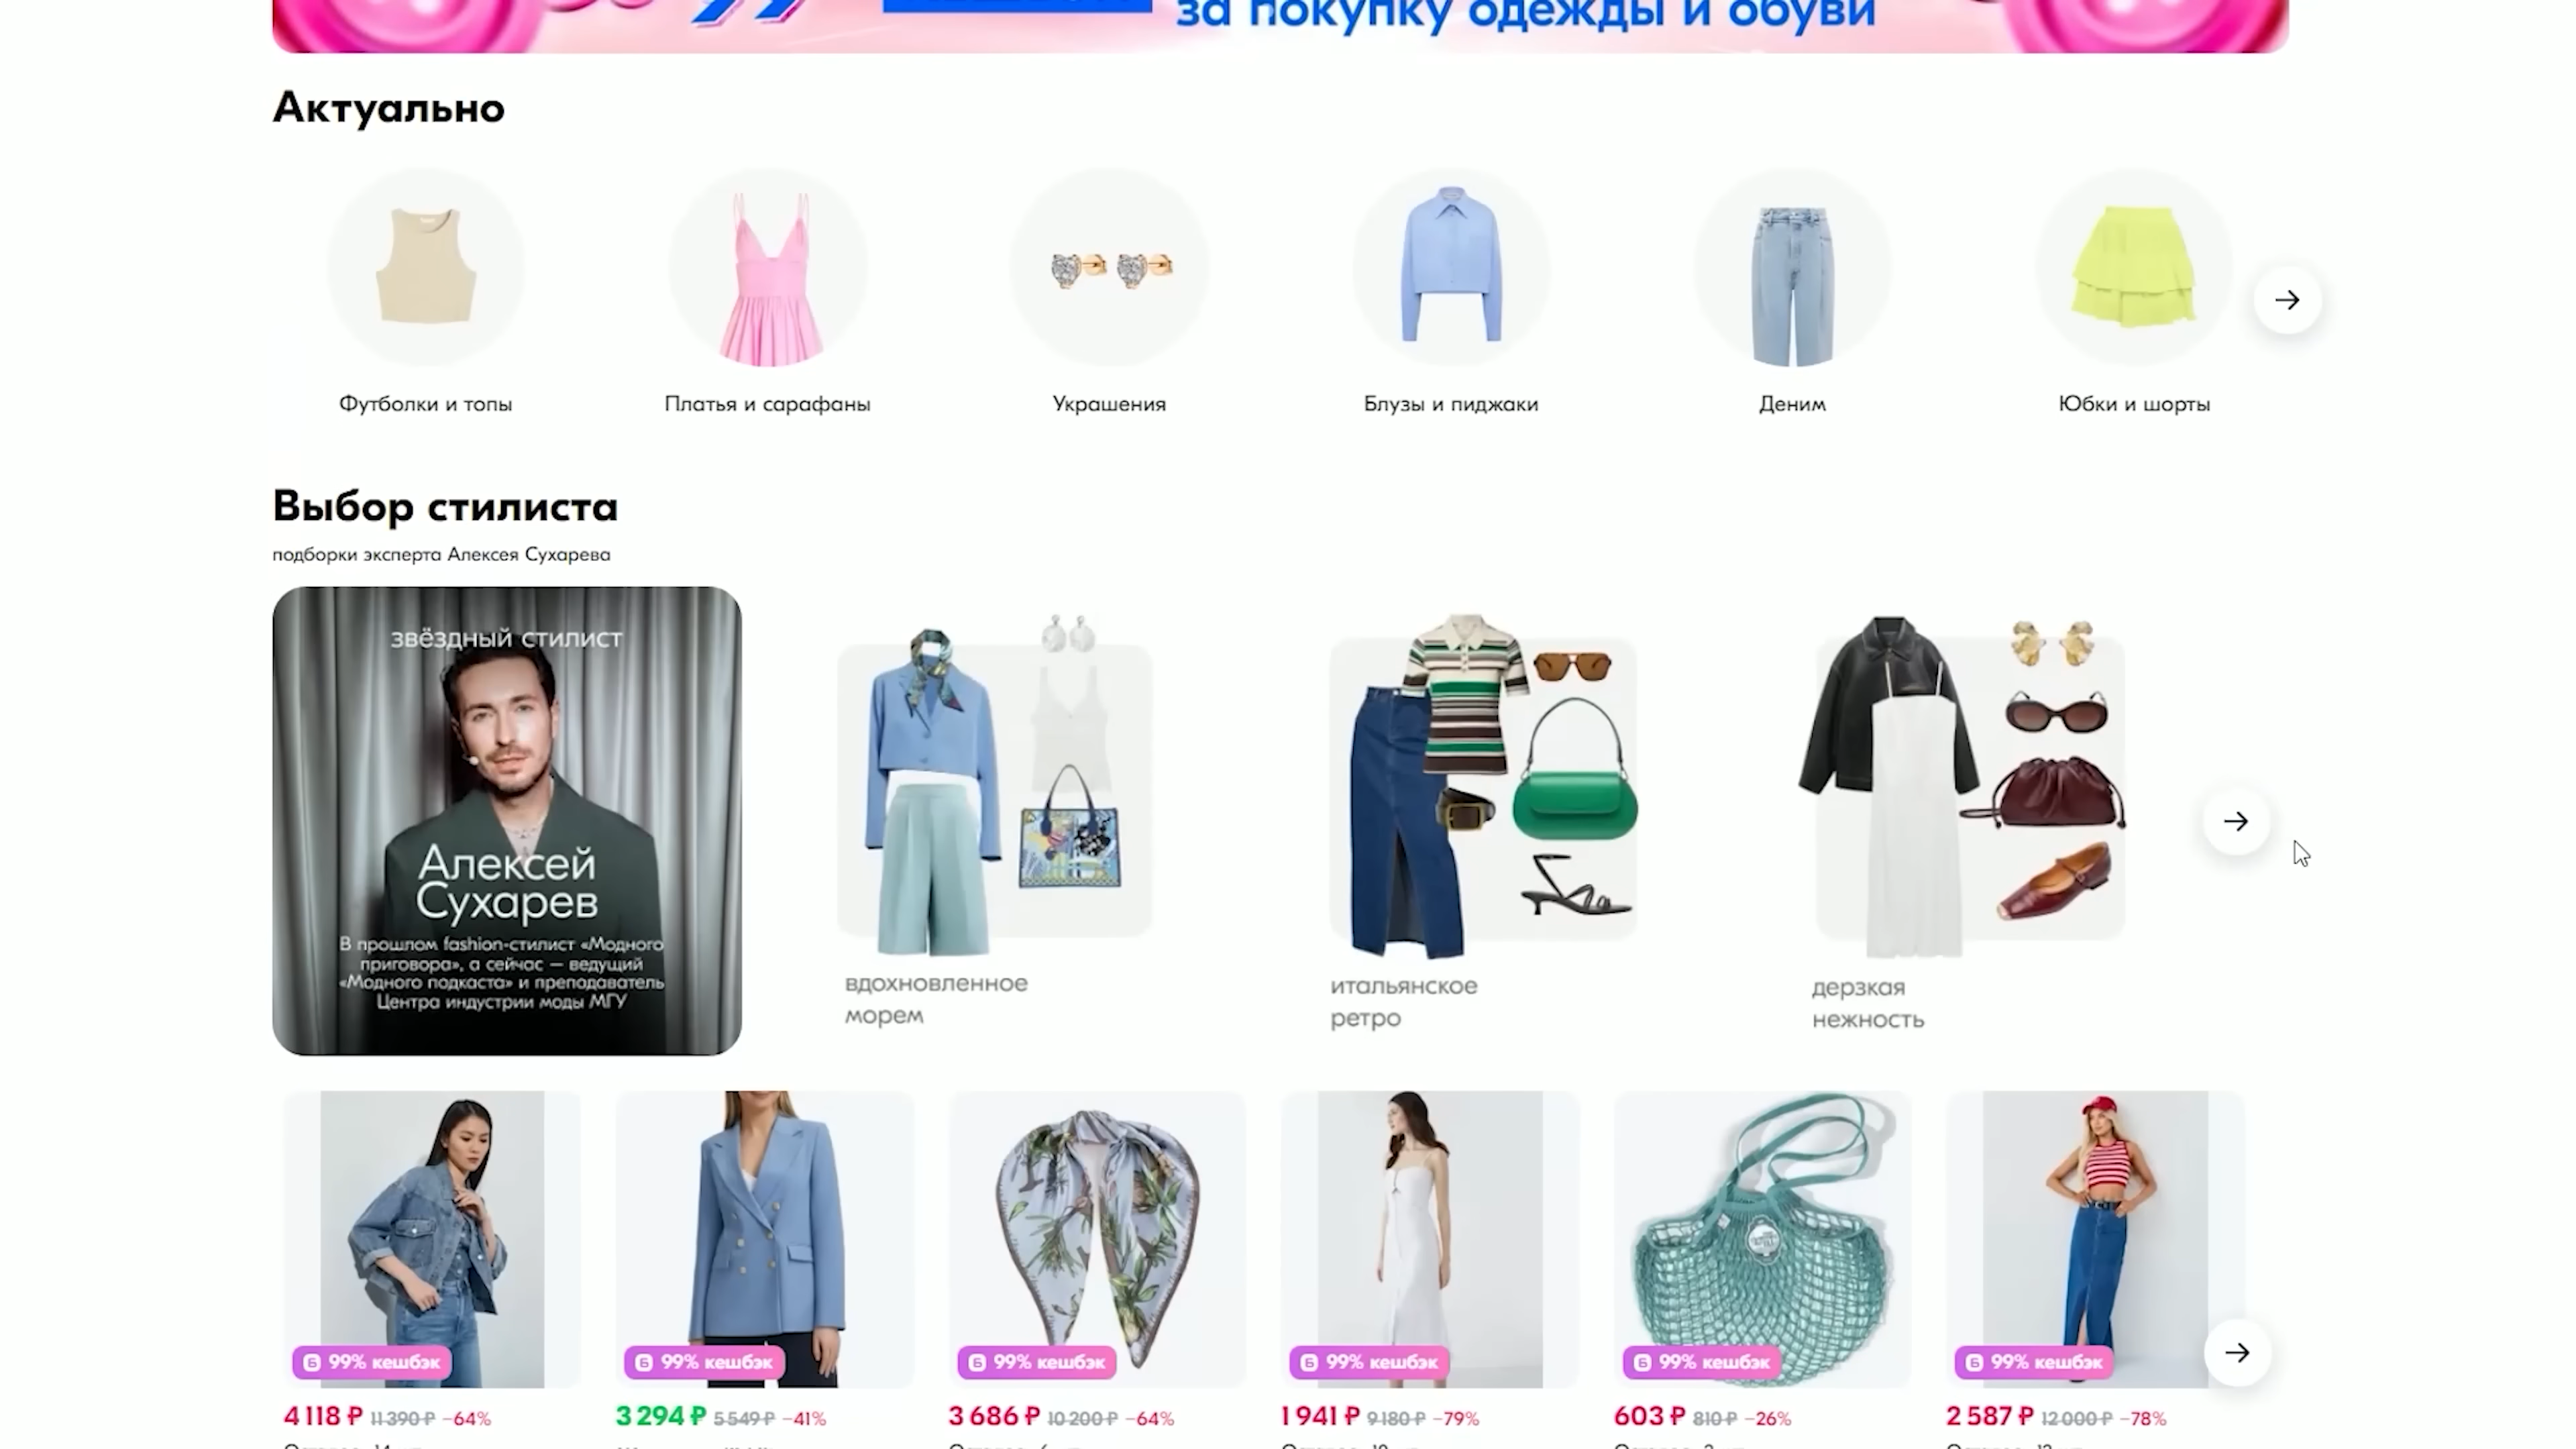 за покупку одежды и обуви
Актуально
Футболки и топы
Платья и сарафаны
Украшения
Блузы и пиджаки
Деним
Юбки и шорты
Выбор стилиста
подборки эксперта Алексея Сухарева
звёздный стилист
Алексей
Сухарев
В прошлом fashion-стилист «Модного
приговора», а сейчас — ведущий
«Модного подкаста» и преподаватель
Центра индустрии моды МГУ
вдохновленное
морем
итальянское
ретро
дерзкая
нежность
Б 99% кешбэк
Б 99% кешбэк
Б 99% кешбэк
Б 99% кешбэк
Б 99% кешбэк
Б 99% кешбэк
4 118 ₽ 11 390 ₽ −64%
3 294 ₽ 5 549 ₽ −41%
3 686 ₽ 10 200 ₽ −64%
1 941 ₽ 9 180 ₽ −79%
603 ₽ 810 ₽ −26%
2 587 ₽ 12 000 ₽ −78%